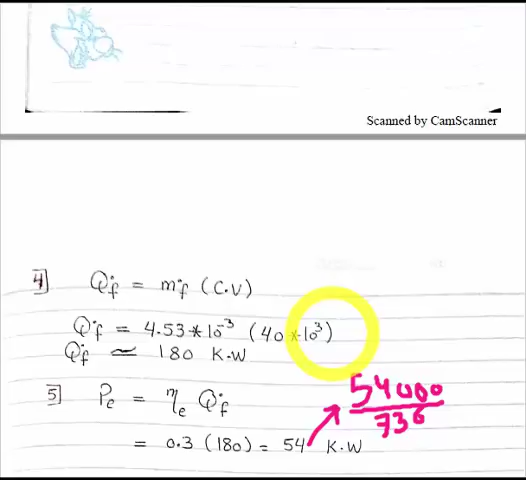 Scanned by CamScanner
4] Q̇f = ṁf (C.V)
Q̇f = 4.53 * 10⁻³ (40 * 10³)
Q̇f ≃ 180 K.W
5] Pe = ηe Q̇f
= 0.3 (180) = 54 K.W
54000
736